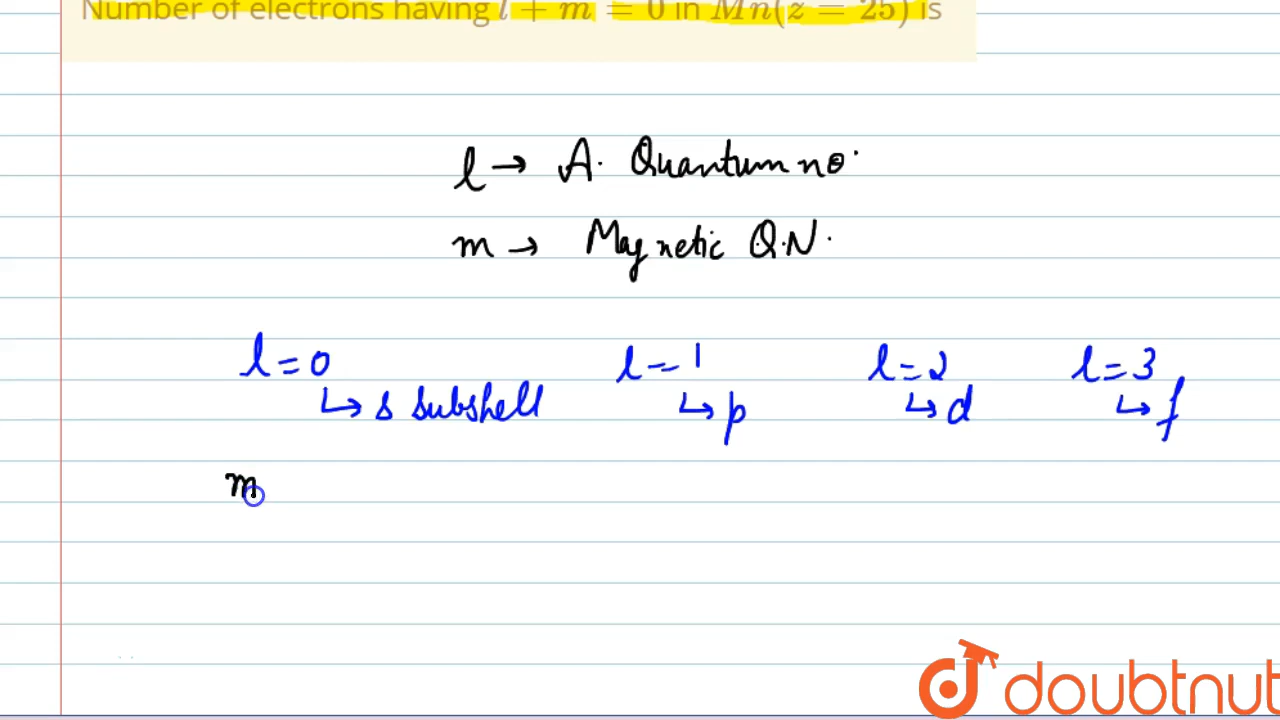 Number of electrons having l + m = 0 in Mn(z = 25) is
l → A. Quantum no.
m → Magnetic Q.N.
l = 0 l = 1 l = 2 l = 3
↳ s subshell ↳ p ↳ d ↳ f
m
doubtnut